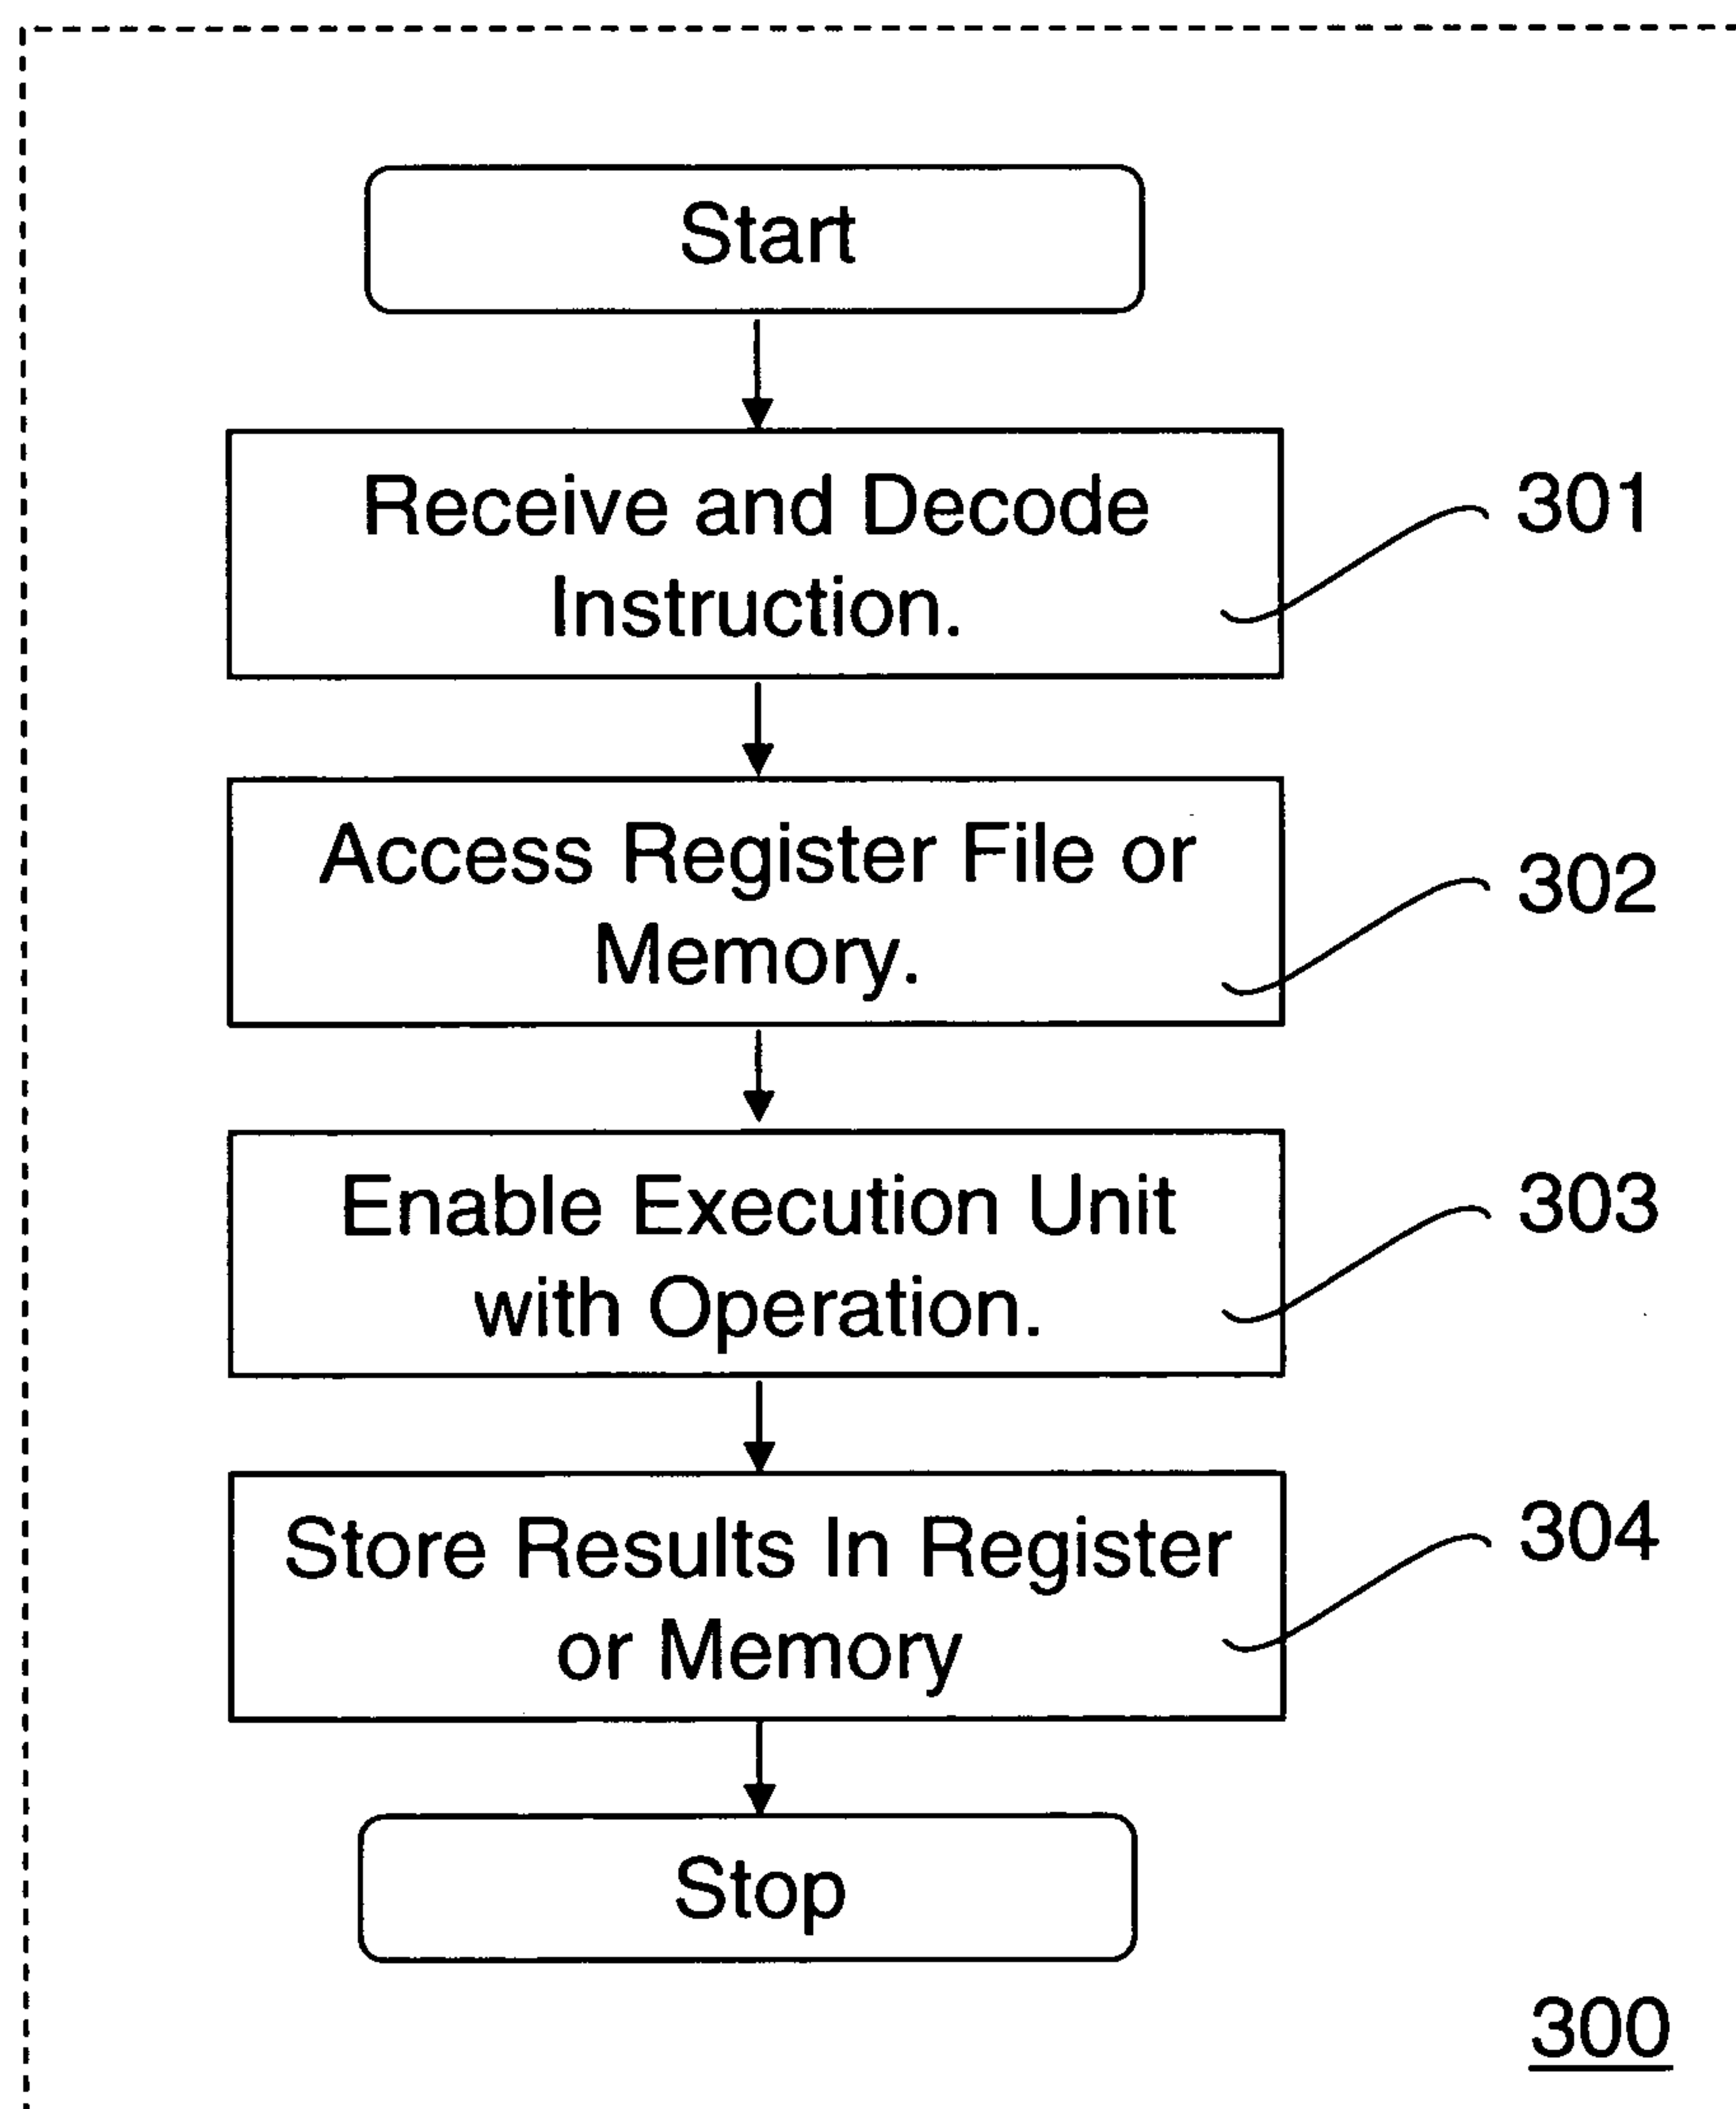 Start
Receive and Decode
Instruction.
301
Access Register File or
Memory.
302
Enable Execution Unit
with Operation.
303
Store Results In Register
or Memory
304
Stop
300